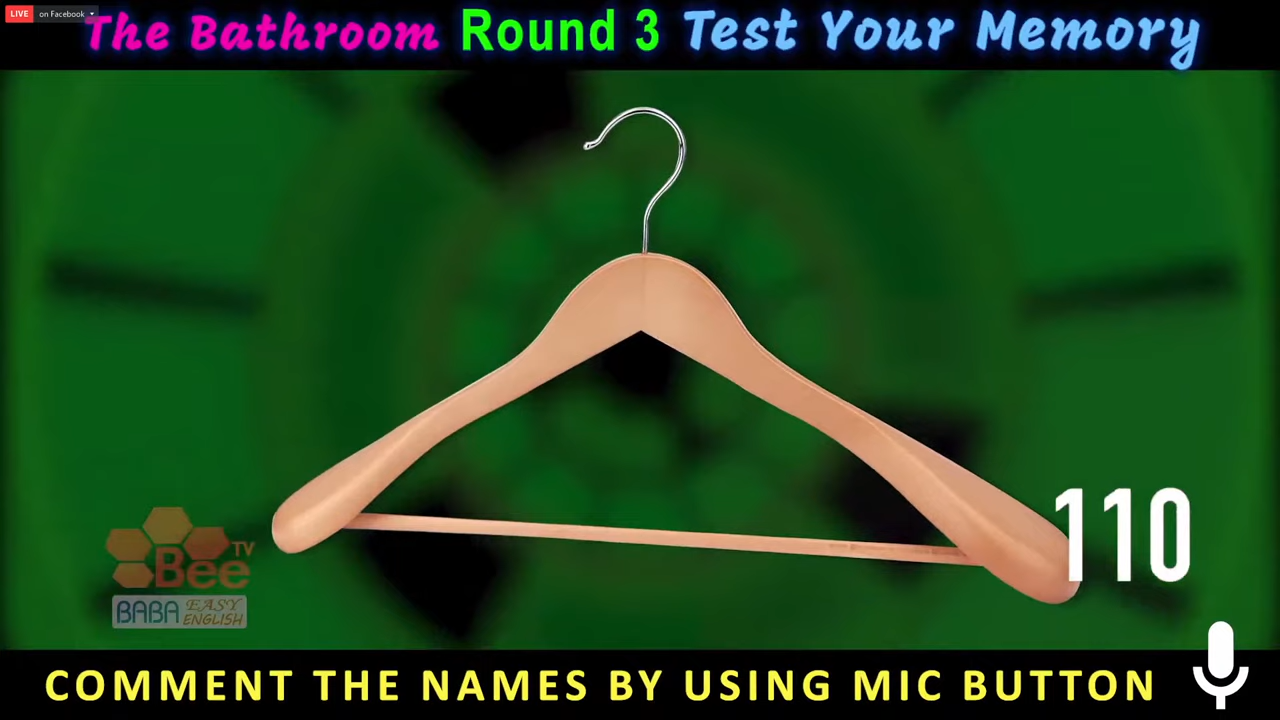 LIVE on Facebook
The Bathroom Round 3 Test Your Memory
110
Bee TV
BABA EASY ENGLISH
COMMENT THE NAMES BY USING MIC BUTTON